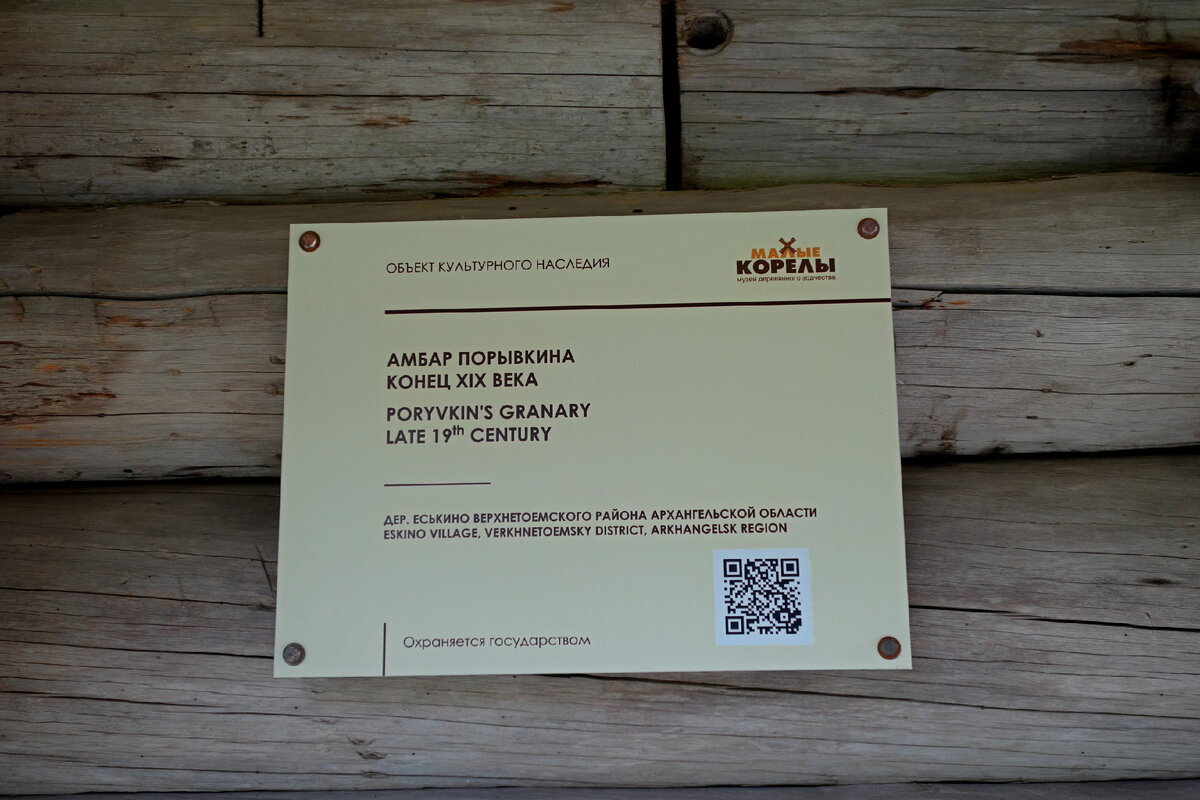 ОБЪЕКТ КУЛЬТУРНОГО НАСЛЕДИЯ
МАЛЫЕ
КОРЕЛЫ
музей деревянного зодчества
АМБАР ПОРЫВКИНА
КОНЕЦ XIX ВЕКА
PORYVKIN'S GRANARY
LATE 19th CENTURY
ДЕР. ЕСЬКИНО ВЕРХНЕТОЕМСКОГО РАЙОНА АРХАНГЕЛЬСКОЙ ОБЛАСТИ
ESKINO VILLAGE, VERKHNETOEMSKY DISTRICT, ARKHANGELSK REGION
Охраняется государством